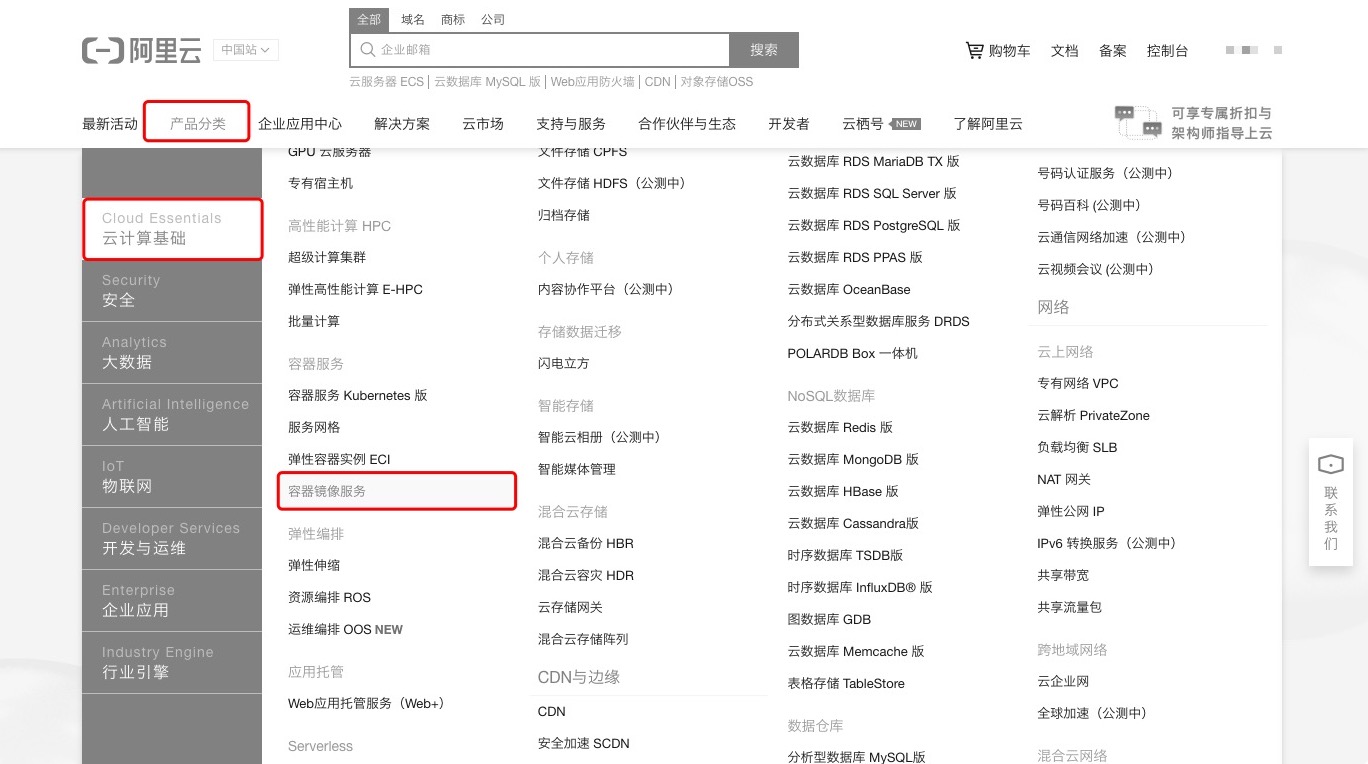 全部 域名 商标 公司
阿里云 中国站
企业邮箱 搜索
购物车 文档 备案 控制台
云服务器 ECS | 云数据库 MySQL 版 | Web应用防火墙 | CDN | 对象存储OSS
最新活动 产品分类 企业应用中心 解决方案 云市场 支持与服务 合作伙伴与生态 开发者 云栖号 NEW 了解阿里云
可享专属折扣与
架构师指导上云
Cloud Essentials
云计算基础
Security
安全
Analytics
大数据
Artificial Intelligence
人工智能
IoT
物联网
Developer Services
开发与运维
Enterprise
企业应用
Industry Engine
行业引擎
GPU 云服务器
专有宿主机
高性能计算 HPC
超级计算集群
弹性高性能计算 E-HPC
批量计算
容器服务
容器服务 Kubernetes 版
服务网格
弹性容器实例 ECI
容器镜像服务
弹性编排
弹性伸缩
资源编排 ROS
运维编排 OOS NEW
应用托管
Web应用托管服务（Web+）
Serverless
文件存储 CPFS
文件存储 HDFS（公测中）
归档存储
个人存储
内容协作平台（公测中）
存储数据迁移
闪电立方
智能存储
智能云相册（公测中）
智能媒体管理
混合云存储
混合云备份 HBR
混合云容灾 HDR
云存储网关
混合云存储阵列
CDN与边缘
CDN
安全加速 SCDN
云数据库 RDS MariaDB TX 版
云数据库 RDS SQL Server 版
云数据库 RDS PostgreSQL 版
云数据库 RDS PPAS 版
云数据库 OceanBase
分布式关系型数据库服务 DRDS
POLARDB Box 一体机
NoSQL数据库
云数据库 Redis 版
云数据库 MongoDB 版
云数据库 HBase 版
云数据库 Cassandra版
时序数据库 TSDB版
时序数据库 InfluxDB® 版
图数据库 GDB
云数据库 Memcache 版
表格存储 TableStore
数据仓库
分析型数据库 MySQL版
号码认证服务（公测中）
号码百科 (公测中)
云通信网络加速（公测中）
云视频会议 (公测中)
网络
云上网络
专有网络 VPC
云解析 PrivateZone
负载均衡 SLB
NAT 网关
弹性公网 IP
IPv6 转换服务（公测中）
共享带宽
共享流量包
跨地域网络
云企业网
全球加速（公测中）
混合云网络
联
系
我
们